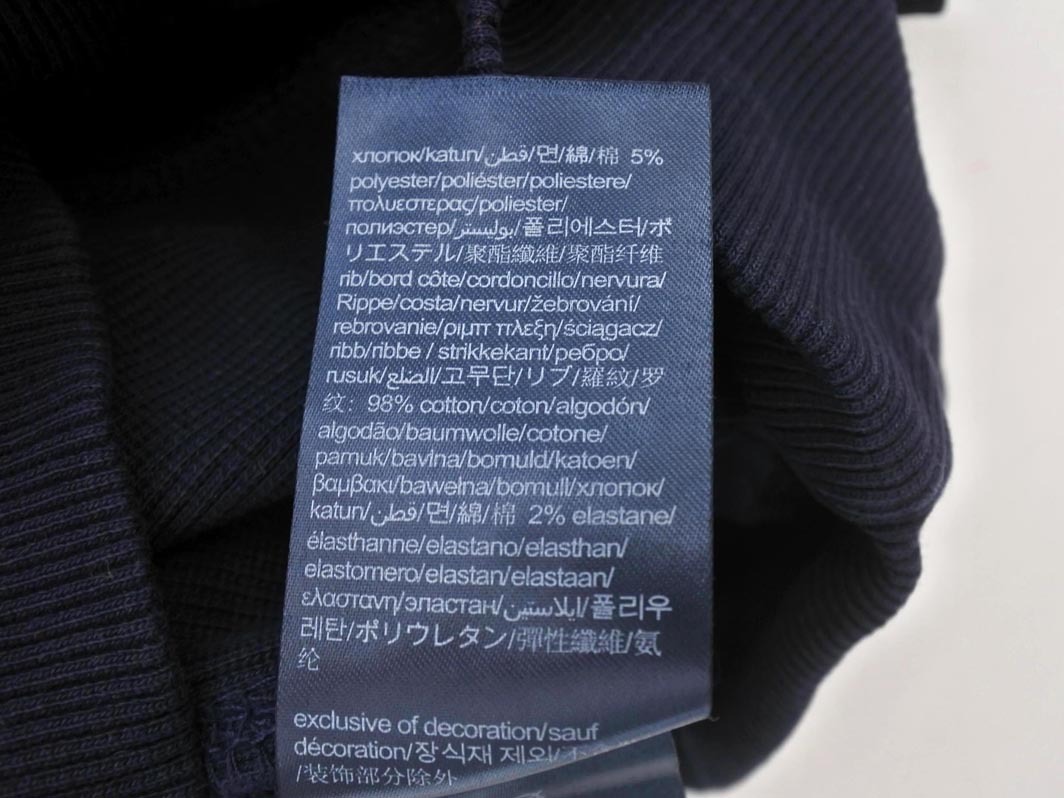 хлопок/katun/قطن/면/綿/棉 5%
polyester/poliéster/poliestere/
πολυεστερας/poliester/
полиэстер/بوليستر/폴리에스터/ポ
リエステル/聚酯纖維/聚酯纤维
rib/bord côte/cordoncillo/nervura/
Rippe/costa/nervur/žebrování/
rebrovanie/ριμπ πλεξη/ściągacz/
ribb/ribbe / strikkekant/ребро/
rusuk/الضلع/고무단/リブ/羅紋/罗
纹: 98% cotton/coton/algodón/
algodão/baumwolle/cotone/
pamuk/bavlna/bomuld/katoen/
βαμβακι/bawełna/bomull/хлопок/
katun/قطن/면/綿/棉 2% elastane/
élasthanne/elastano/elasthan/
elastomero/elastan/elastaan/
ελαστανη/эластан/ايلاستين/폴리우
레탄/ポリウレタン/彈性纖維/氨
纶
exclusive of decoration/sauf
décoration/장식재 제외/
/装饰部分除外